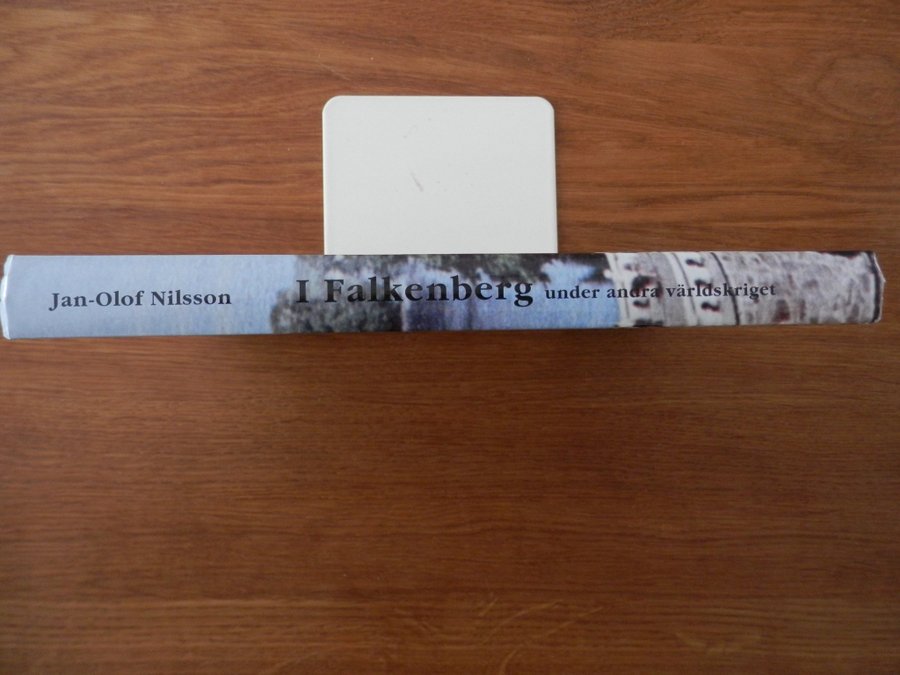 Jan-Olof Nilsson I Falkenberg under andra världskriget